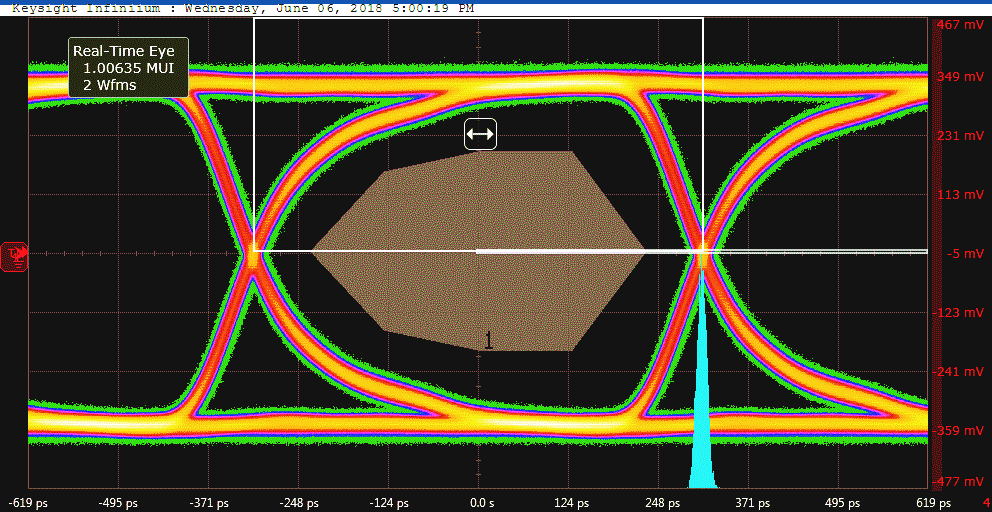 Keysight Infiniium : Wednesday, June 06, 2018 5:00:19 PM
467 mV
Real-Time Eye
1.00635 MUI
2 Wfms
349 mV
231 mV
113 mV
-5 mV
-123 mV
1
-241 mV
-359 mV
-477 mV
-619 ps -495 ps -371 ps -248 ps -124 ps 0.0 s 124 ps 248 ps 371 ps 495 ps 619 ps 4